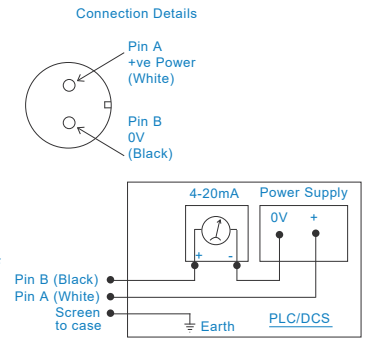 Connection Details
Pin A
+ve Power
(White)
Pin B
0V
(Black)
4-20mA
Power Supply
0V +
+ -
Pin B (Black)
Pin A (White)
Screen
to case
Earth
PLC/DCS